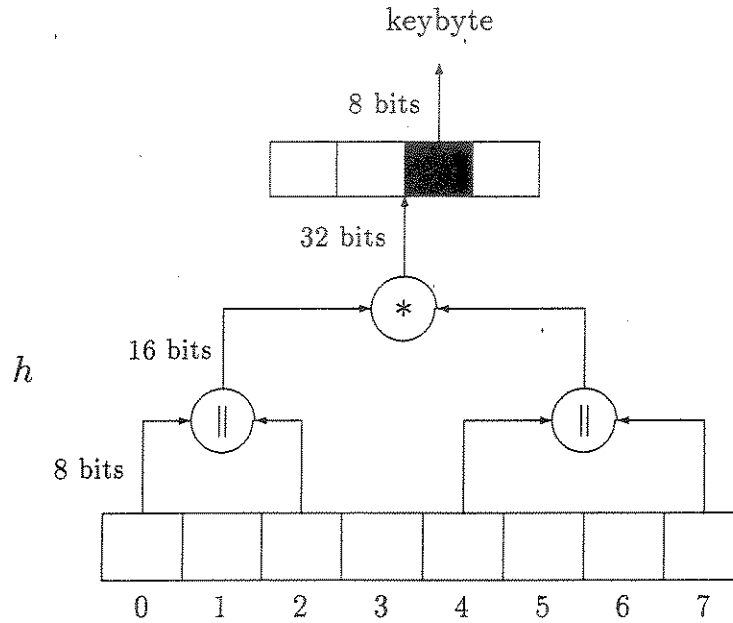 keybyte
8 bits
32 bits
*
16 bits
h
|| ||
8 bits
0 1 2 3 4 5 6 7